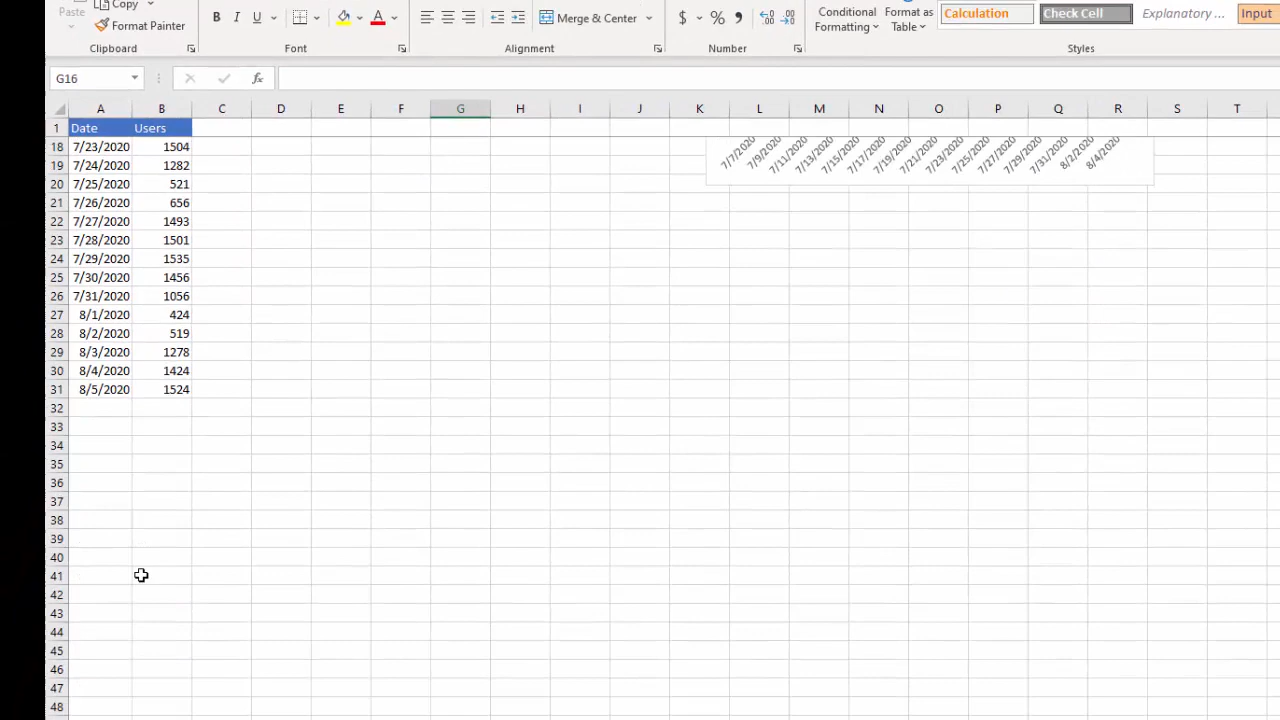 Paste
Copy
Format Painter
B I U
A
Merge & Center
$ % ,
Conditional Formatting
Format as Table
Calculation
Check Cell
Explanatory ...
Input
Clipboard
Font
Alignment
Number
Styles
G16
fx
A B C D E F G H I J K L M N O P Q R S T
1 Date Users
18 7/23/2020 1504
19 7/24/2020 1282
20 7/25/2020 521
21 7/26/2020 656
22 7/27/2020 1493
23 7/28/2020 1501
24 7/29/2020 1535
25 7/30/2020 1456
26 7/31/2020 1056
27 8/1/2020 424
28 8/2/2020 519
29 8/3/2020 1278
30 8/4/2020 1424
31 8/5/2020 1524
32
33
34
35
36
37
38
39
40
41
42
43
44
45
46
47
48
7/7/2020 7/9/2020 7/11/2020 7/13/2020 7/15/2020 7/17/2020 7/19/2020 7/21/2020 7/23/2020 7/25/2020 7/27/2020 7/29/2020 7/31/2020 8/2/2020 8/4/2020